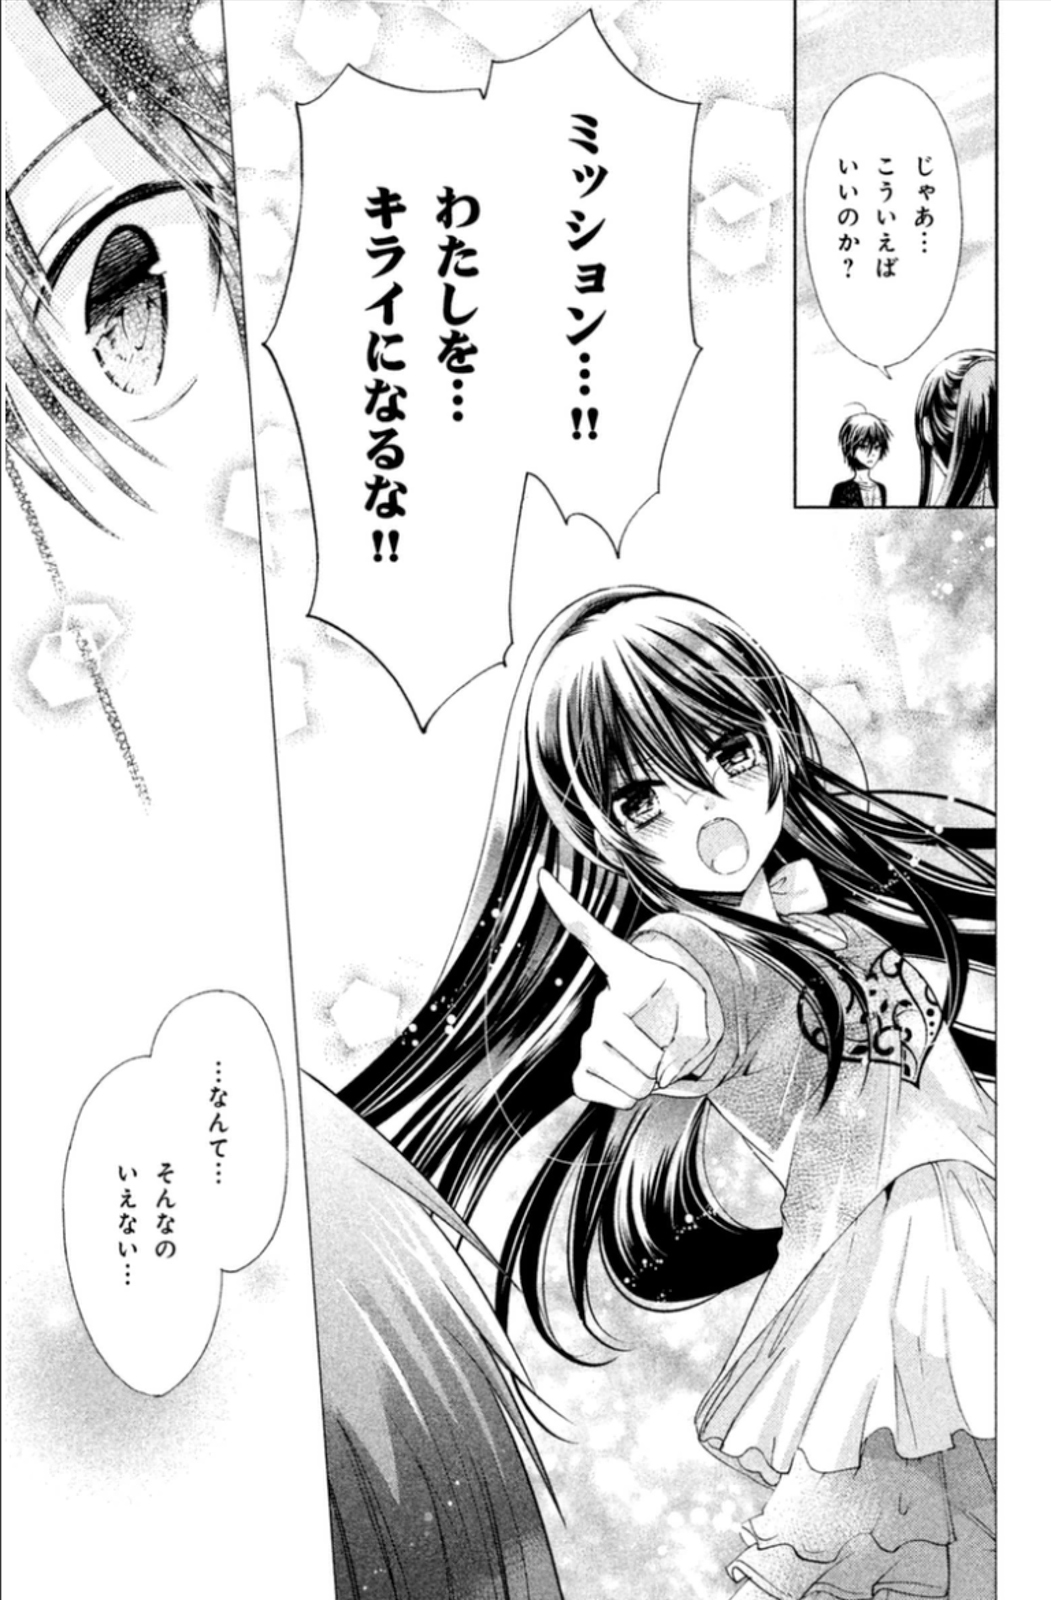 じゃあ…
こういえば
いいのか？
ミッション…!!
わたしを…
キライになるな!!
…なんて…
そんなの
いえない…